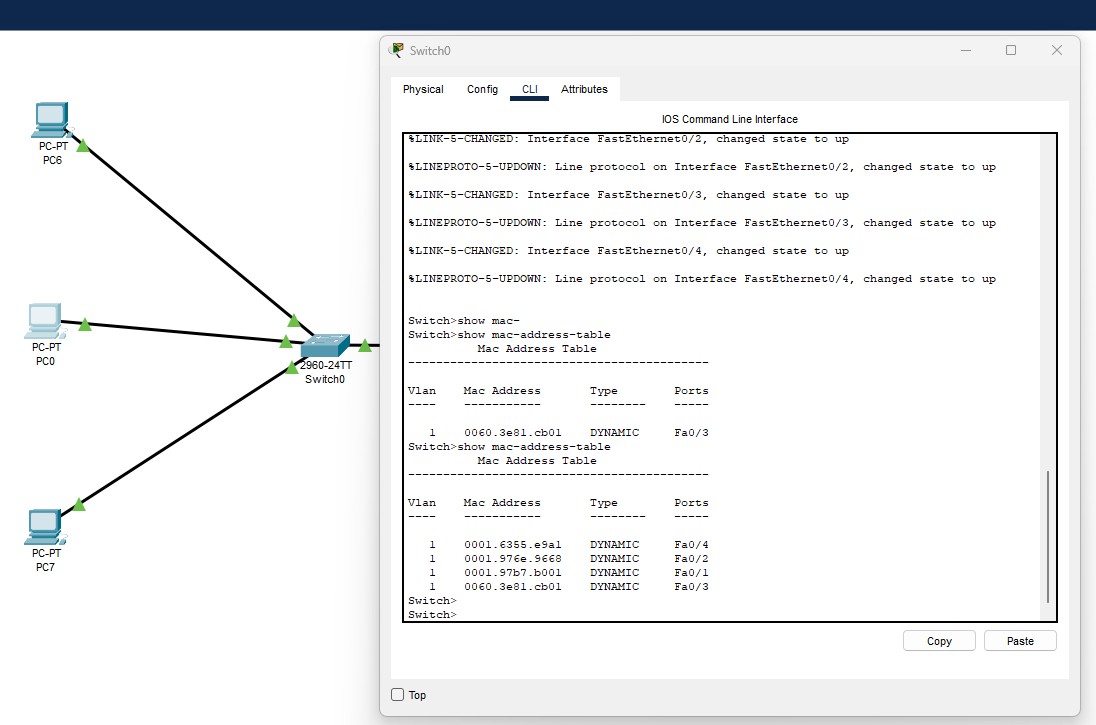 Switch0
Physical Config CLI Attributes
IOS Command Line Interface
%LINK-5-CHANGED: Interface FastEthernet0/2, changed state to up
%LINEPROTO-5-UPDOWN: Line protocol on Interface FastEthernet0/2, changed state to up
%LINK-5-CHANGED: Interface FastEthernet0/3, changed state to up
%LINEPROTO-5-UPDOWN: Line protocol on Interface FastEthernet0/3, changed state to up
%LINK-5-CHANGED: Interface FastEthernet0/4, changed state to up
%LINEPROTO-5-UPDOWN: Line protocol on Interface FastEthernet0/4, changed state to up
Switch>show mac-
Switch>show mac-address-table
Mac Address Table
-------------------------------------------
Vlan Mac Address Type Ports
---- ----------- -------- -----
1 0060.3e81.cb01 DYNAMIC Fa0/3
Switch>show mac-address-table
Mac Address Table
-------------------------------------------
Vlan Mac Address Type Ports
---- ----------- -------- -----
1 0001.6355.e9a1 DYNAMIC Fa0/4
1 0001.976e.9668 DYNAMIC Fa0/2
1 0001.97b7.b001 DYNAMIC Fa0/1
1 0060.3e81.cb01 DYNAMIC Fa0/3
Switch>
Switch>
Copy Paste
Top
PC-PT
PC6
PC-PT
PC0
2960-24TT
Switch0
PC-PT
PC7